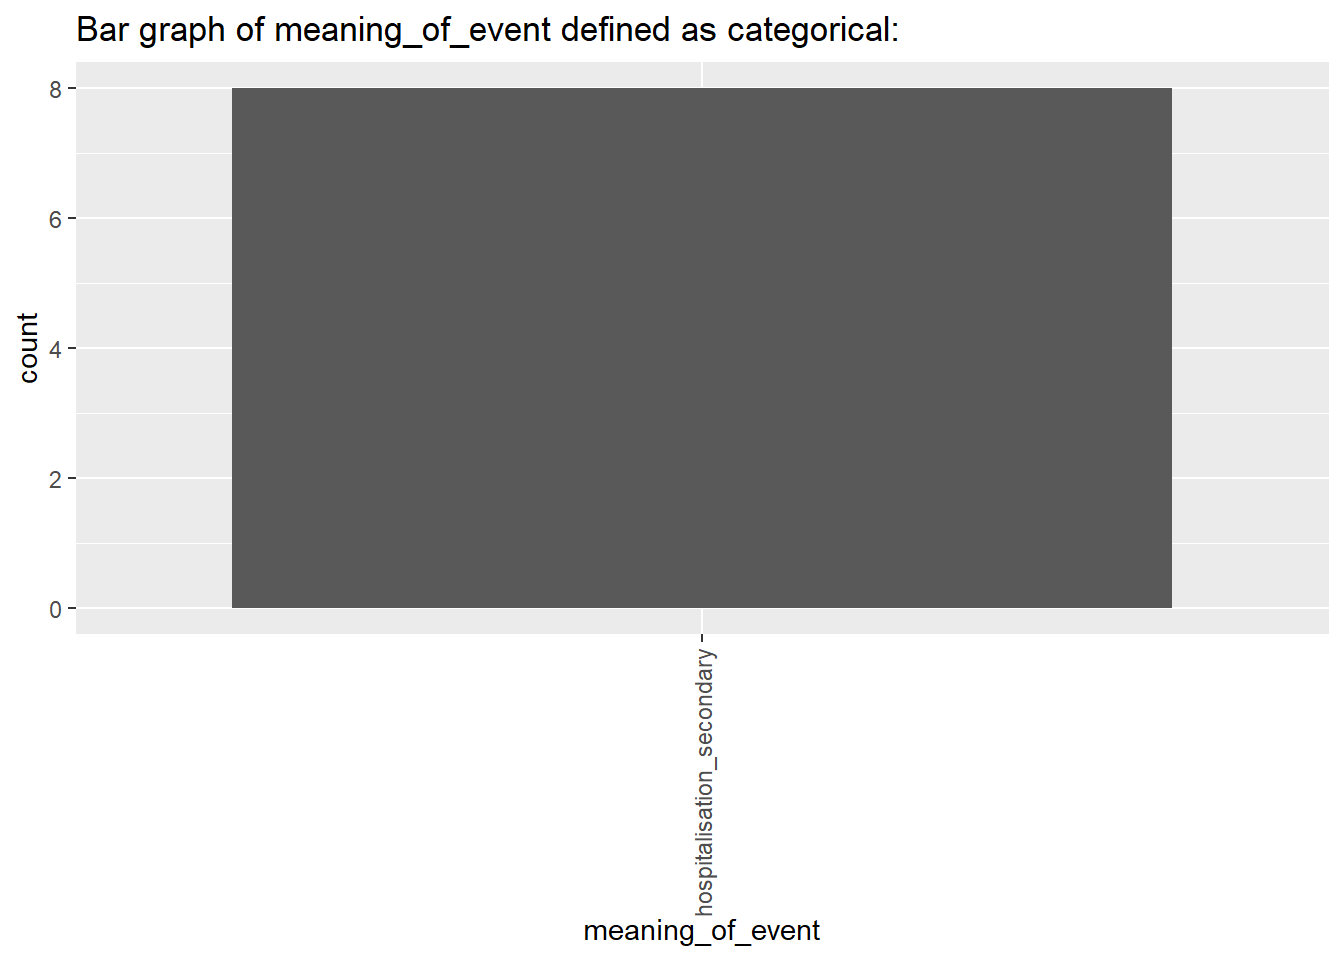 Bar graph of meaning_of_event defined as categorical:
8
6
4
2
0
count
hospitalisation_secondary
meaning_of_event